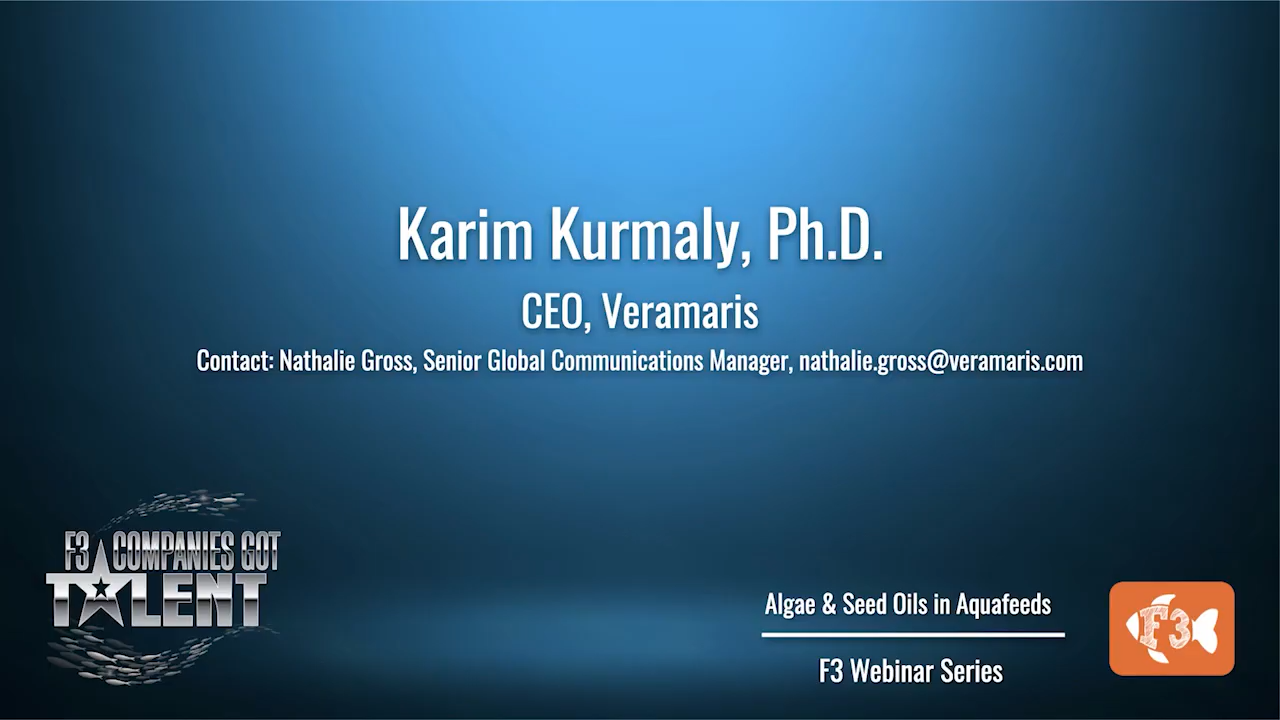 Karim Kurmaly, Ph.D.
CEO, Veramaris
Contact: Nathalie Gross, Senior Global Communications Manager, nathalie.gross@veramaris.com
F3 COMPANIES GOT
TALENT
Algae & Seed Oils in Aquafeeds
F3 Webinar Series
F3